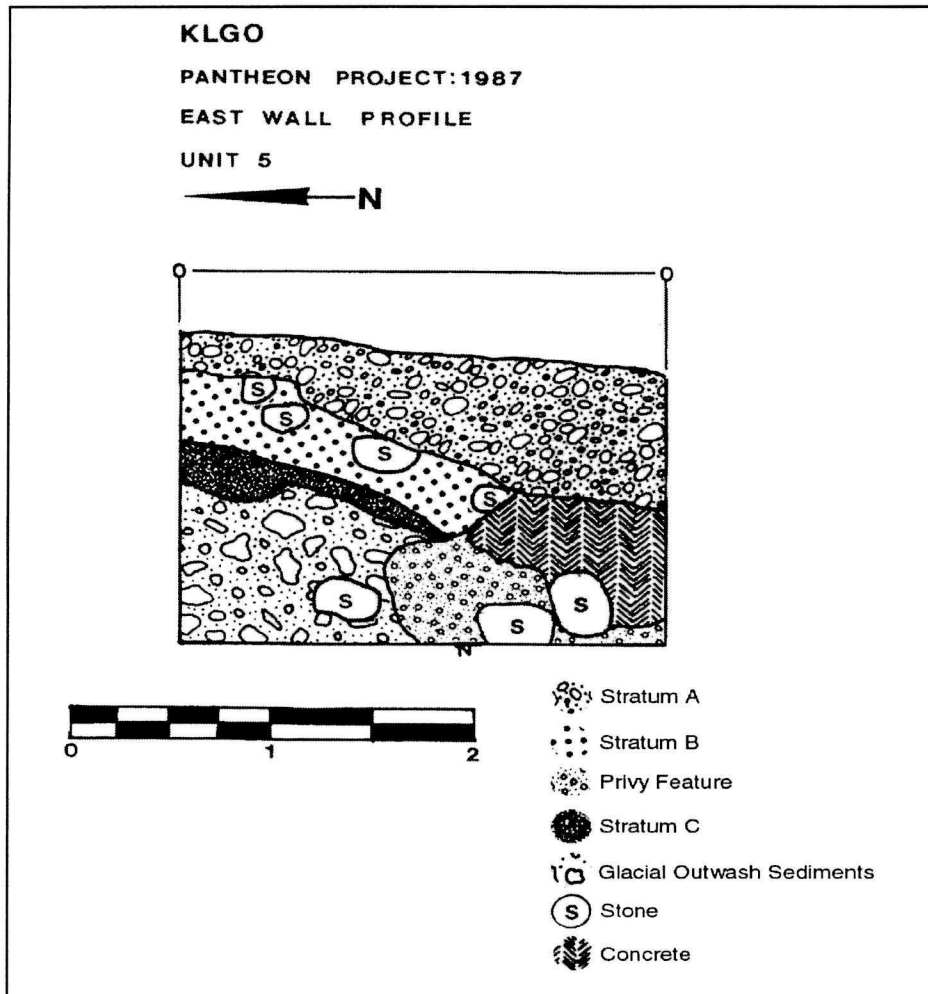 KLGO
PANTHEON PROJECT:1987
EAST WALL PROFILE
UNIT 5
N
0 0
S
S
S
S
S
S
S
N
0 1 2
Stratum A
Stratum B
Privy Feature
Stratum C
Glacial Outwash Sediments
S Stone
Concrete